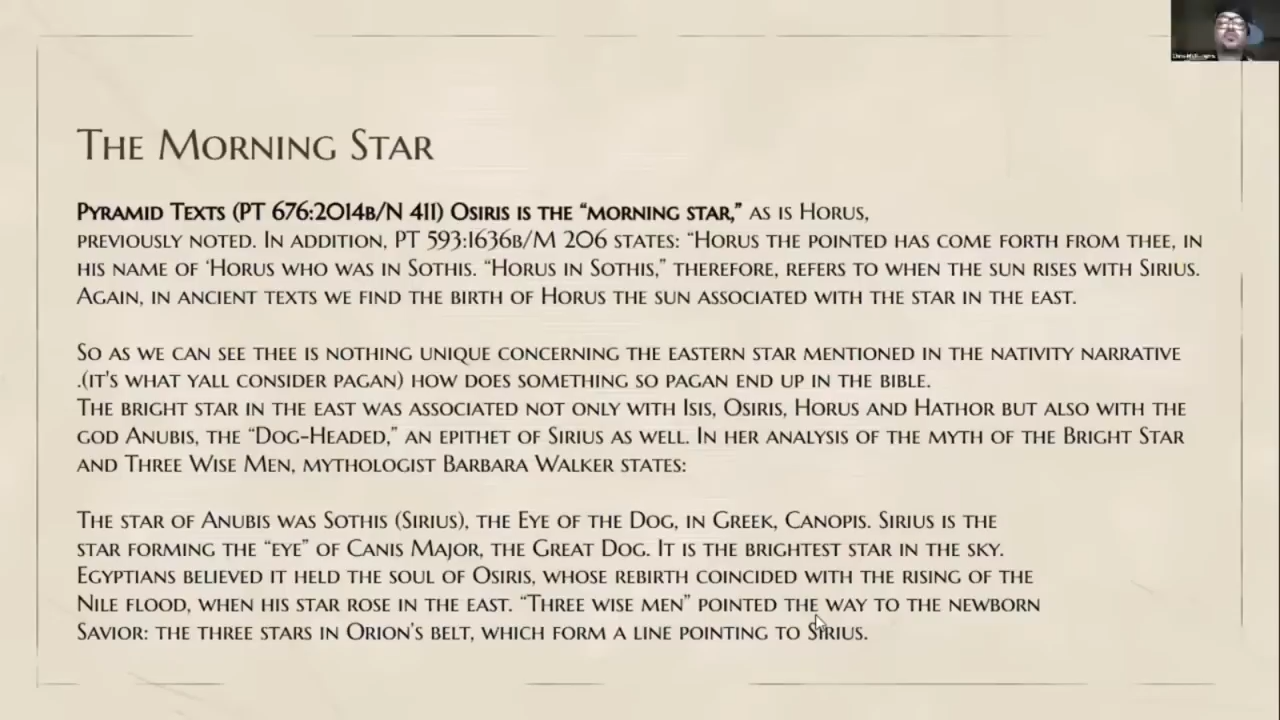 The Morning Star
Pyramid Texts (PT 676:2014b/N 411) Osiris is the “morning star,” as is Horus,
previously noted. In addition, PT 593:1636b/M 206 states: “Horus the pointed has come forth from thee, in
his name of ‘Horus who was in Sothis. “Horus in Sothis,” therefore, refers to when the sun rises with Sirius.
Again, in ancient texts we find the birth of Horus the sun associated with the star in the east.
So as we can see thee is nothing unique concerning the eastern star mentioned in the nativity narrative
.(it's what yall consider pagan) how does something so pagan end up in the bible.
The bright star in the east was associated not only with Isis, Osiris, Horus and Hathor but also with the
god Anubis, the “Dog-Headed,” an epithet of Sirius as well. In her analysis of the myth of the Bright Star
and Three Wise Men, mythologist Barbara Walker states:
The star of Anubis was Sothis (Sirius), the Eye of the Dog, in Greek, Canopis. Sirius is the
star forming the “eye” of Canis Major, the Great Dog. It is the brightest star in the sky.
Egyptians believed it held the soul of Osiris, whose rebirth coincided with the rising of the
Nile flood, when his star rose in the east. “Three wise men” pointed the way to the newborn
Savior: the three stars in Orion’s belt, which form a line pointing to Sirius.